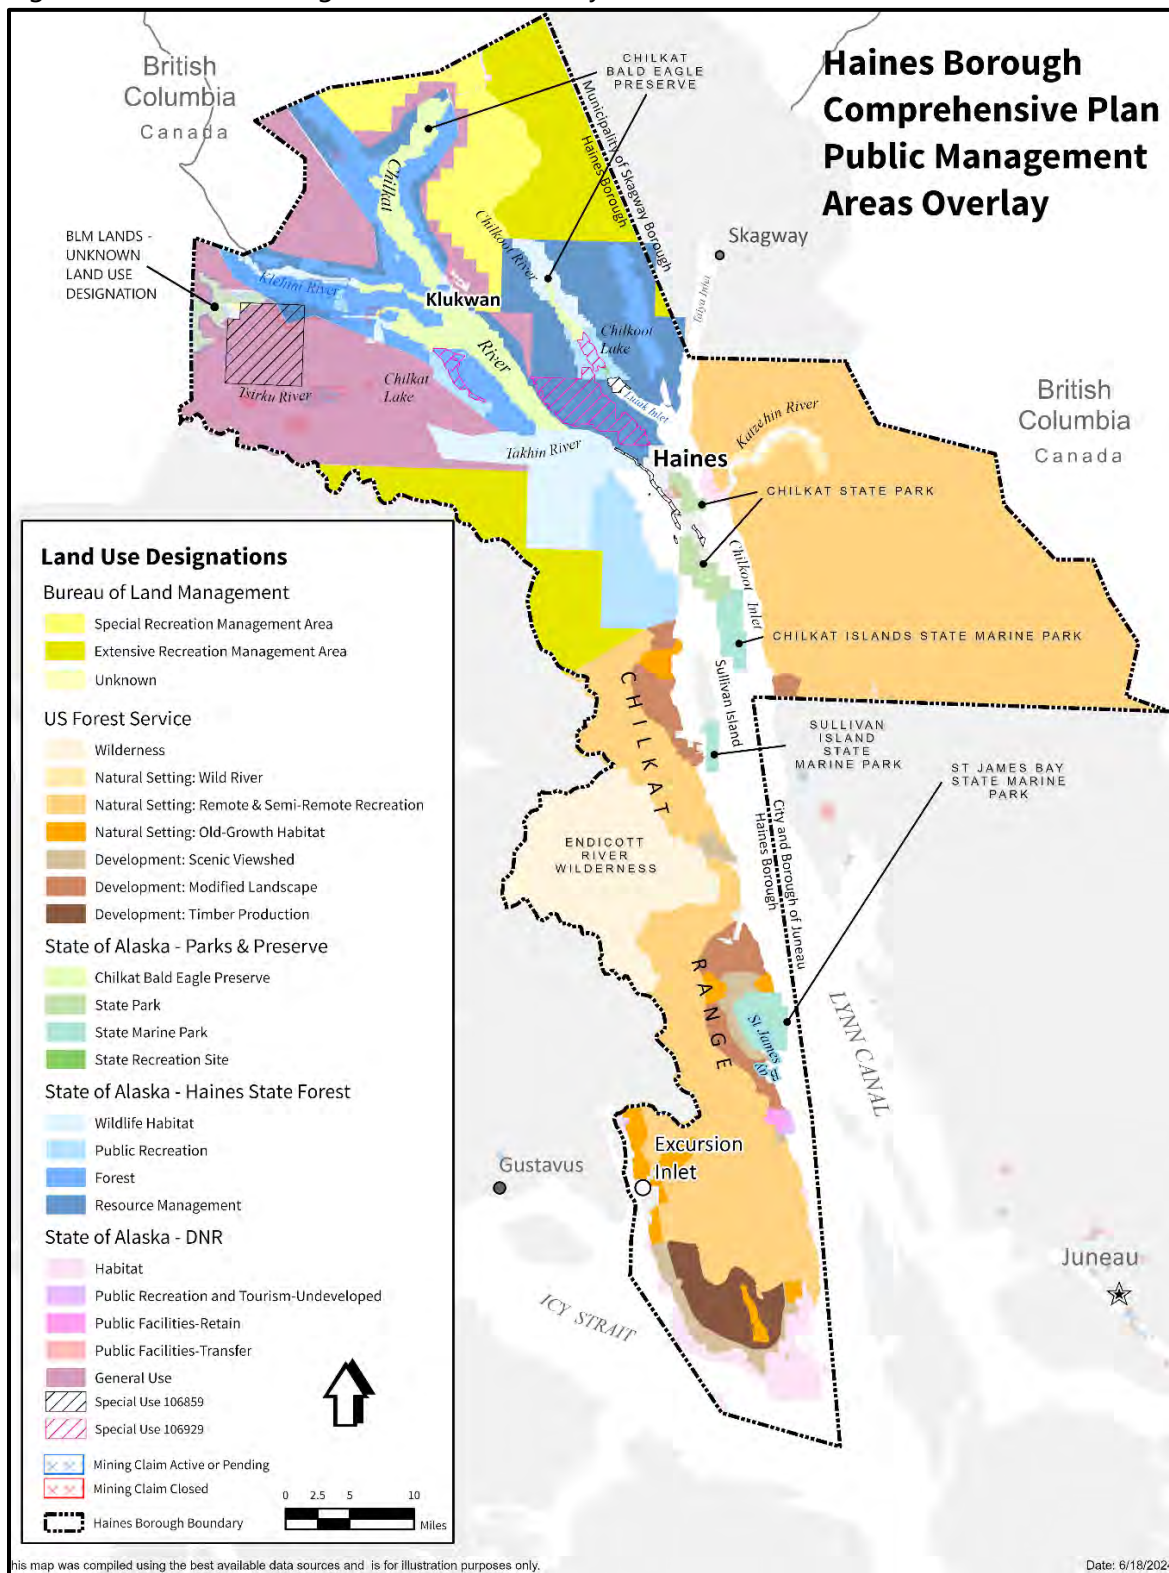 Haines Borough
Comprehensive Plan
Public Management
Areas Overlay
British
Columbia
Canada
CHILKAT
BALD EAGLE
PRESERVE
Municipality of Skagway Borough
Haines Borough
Skagway
Taiya Inlet
BLM LANDS -
UNKNOWN
LAND USE
DESIGNATION
Chilkat
River
Chilkoot River
Klehini River
Klukwan
Chilkoot
Lake
Lutak Inlet
Chilkat
Lake
Tsirku River
Takhin River
Haines
Katzehin River
British
Columbia
Canada
CHILKAT STATE PARK
Chilkoot Inlet
CHILKAT ISLANDS STATE MARINE PARK
Sullivan Island
SULLIVAN
ISLAND
STATE
MARINE PARK
ST JAMES BAY
STATE MARINE
PARK
CHILKAT
RANGE
ENDICOTT
RIVER
WILDERNESS
City and Borough of Juneau
Haines Borough
St James
Bay
LYNN CANAL
Excursion
Inlet
Gustavus
ICY STRAIT
Juneau
Land Use Designations
Bureau of Land Management
Special Recreation Management Area
Extensive Recreation Management Area
Unknown
US Forest Service
Wilderness
Natural Setting: Wild River
Natural Setting: Remote & Semi-Remote Recreation
Natural Setting: Old-Growth Habitat
Development: Scenic Viewshed
Development: Modified Landscape
Development: Timber Production
State of Alaska - Parks & Preserve
Chilkat Bald Eagle Preserve
State Park
State Marine Park
State Recreation Site
State of Alaska - Haines State Forest
Wildlife Habitat
Public Recreation
Forest
Resource Management
State of Alaska - DNR
Habitat
Public Recreation and Tourism-Undeveloped
Public Facilities-Retain
Public Facilities-Transfer
General Use
Special Use 106859
Special Use 106929
Mining Claim Active or Pending
Mining Claim Closed
Haines Borough Boundary
0 2.5 5 10
Miles
his map was compiled using the best available data sources and is for illustration purposes only.
Date: 6/18/2024